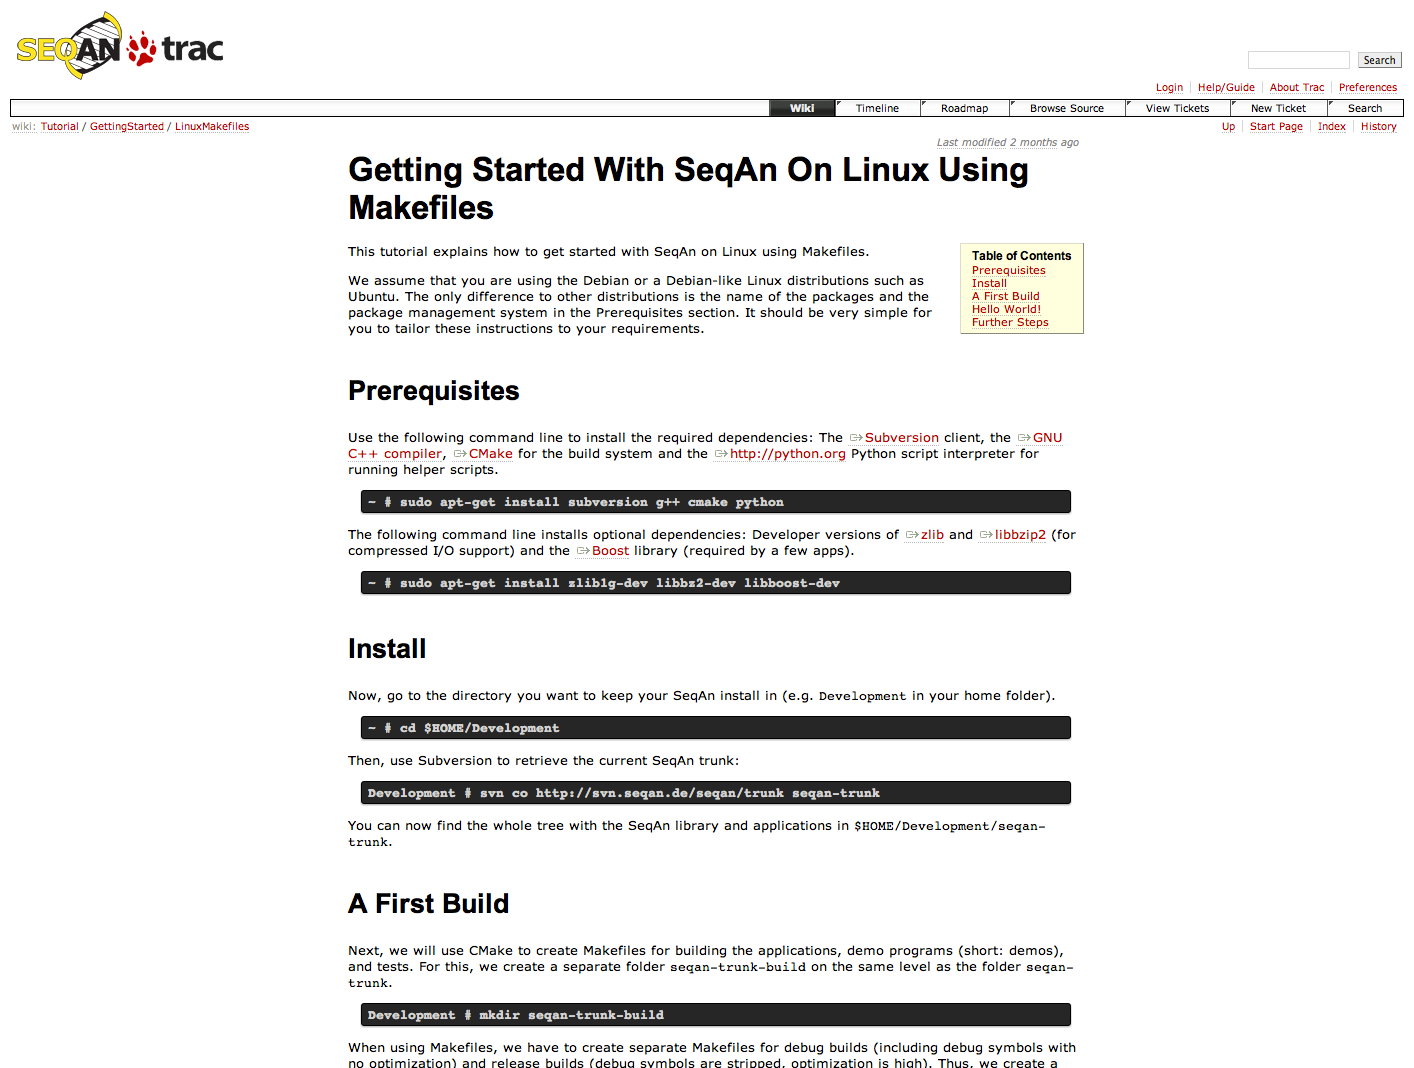 SEQAN trac
Search
Login Help/Guide About Trac Preferences
Wiki Timeline Roadmap Browse Source View Tickets New Ticket Search
wiki: Tutorial / GettingStarted / LinuxMakefiles
Up Start Page Index History
Last modified 2 months ago
Getting Started With SeqAn On Linux Using
Makefiles
This tutorial explains how to get started with SeqAn on Linux using Makefiles.
We assume that you are using the Debian or a Debian-like Linux distributions such as
Ubuntu. The only difference to other distributions is the name of the packages and the
package management system in the Prerequisites section. It should be very simple for
you to tailor these instructions to your requirements.
Table of Contents
Prerequisites
Install
A First Build
Hello World!
Further Steps
Prerequisites
Use the following command line to install the required dependencies: The Subversion client, the GNU
C++ compiler, CMake for the build system and the http://python.org Python script interpreter for
running helper scripts.
~ # sudo apt-get install subversion g++ cmake python
The following command line installs optional dependencies: Developer versions of zlib and libbzip2 (for
compressed I/O support) and the Boost library (required by a few apps).
~ # sudo apt-get install zlib1g-dev libbz2-dev libboost-dev
Install
Now, go to the directory you want to keep your SeqAn install in (e.g. Development in your home folder).
~ # cd $HOME/Development
Then, use Subversion to retrieve the current SeqAn trunk:
Development # svn co http://svn.seqan.de/seqan/trunk seqan-trunk
You can now find the whole tree with the SeqAn library and applications in $HOME/Development/seqan-
trunk.
A First Build
Next, we will use CMake to create Makefiles for building the applications, demo programs (short: demos),
and tests. For this, we create a separate folder seqan-trunk-build on the same level as the folder seqan-
trunk.
Development # mkdir seqan-trunk-build
When using Makefiles, we have to create separate Makefiles for debug builds (including debug symbols with
no optimization) and release builds (debug symbols are stripped, optimization is high). Thus, we create a